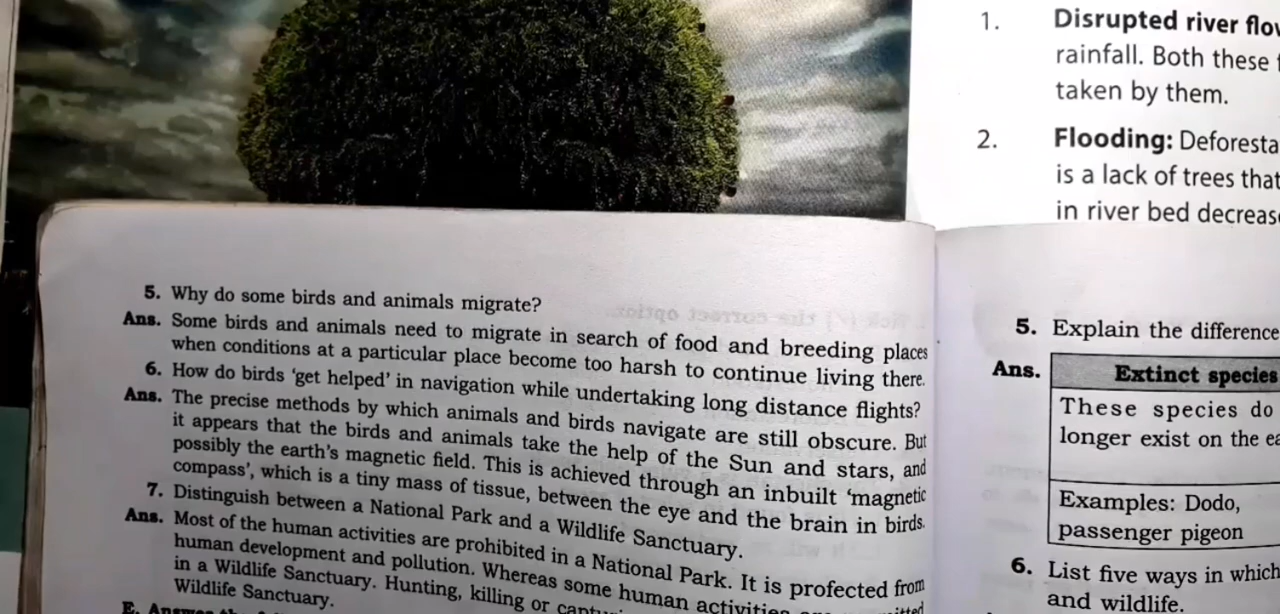 1. Disrupted river
rainfall. Both these
taken by them.
2. Flooding:
is a lack of trees that
in river bed
5. Why do some birds and animals migrate?
Ans. Some birds and animals need to migrate in search of food and breeding places
when conditions at a particular place become too harsh to continue living there.
6. How do birds ‘get helped’ in navigation while undertaking long distance flights?
Ans. The precise methods by which animals and birds navigate are still obscure. But
it appears that the birds and animals take the help of the Sun and stars, and
possibly the earth's magnetic field. This is achieved through an inbuilt ‘magnetic
compass’, which is a tiny mass of tissue, between the eye and the brain in birds.
7. Distinguish between a National Park and a Wildlife Sanctuary.
Ans. Most of the human activities are prohibited in a National Park. It is profected from
human development and pollution. Whereas some human activities
in a Wildlife Sanctuary. Hunting, killing or
Wildlife Sanctuary.
5. Explain the difference
Ans. Extinct species
These species do
longer exist on the
Examples: Dodo,
passenger pigeon
6. List five ways in which
and wildlife.